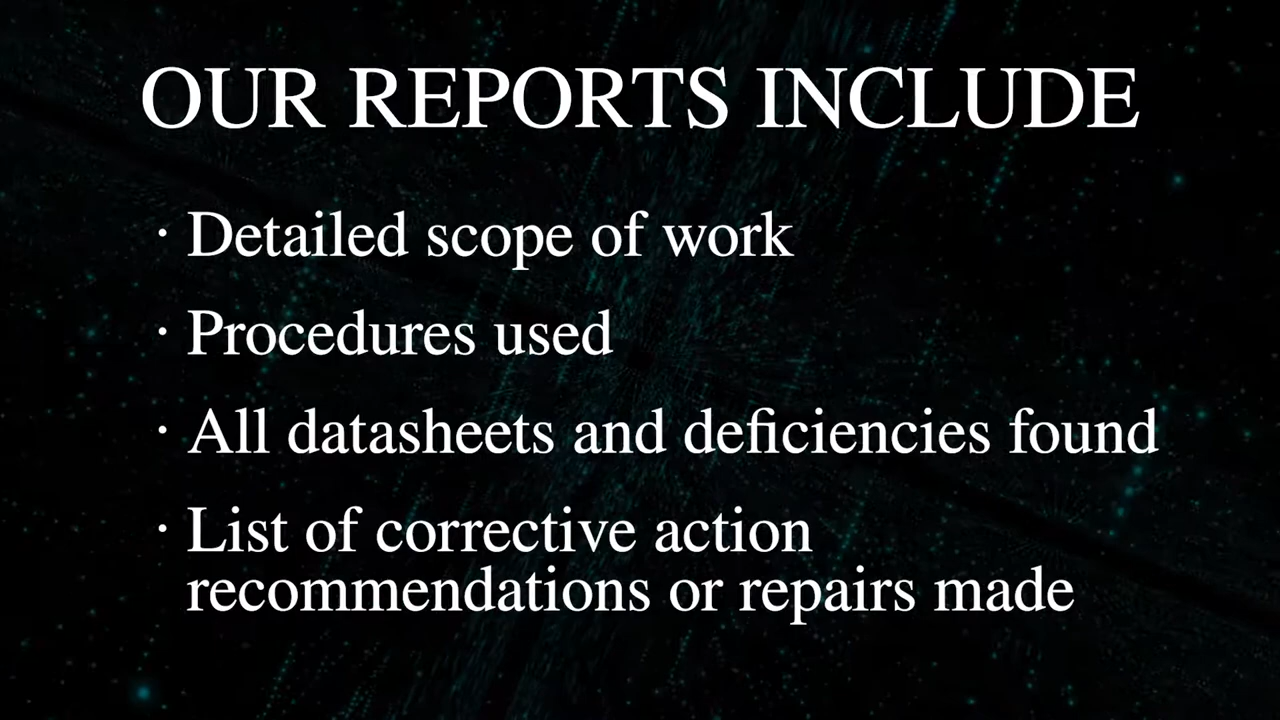 OUR REPORTS INCLUDE
· Detailed scope of work
· Procedures used
· All datasheets and deficiencies found
· List of corrective action
recommendations or repairs made